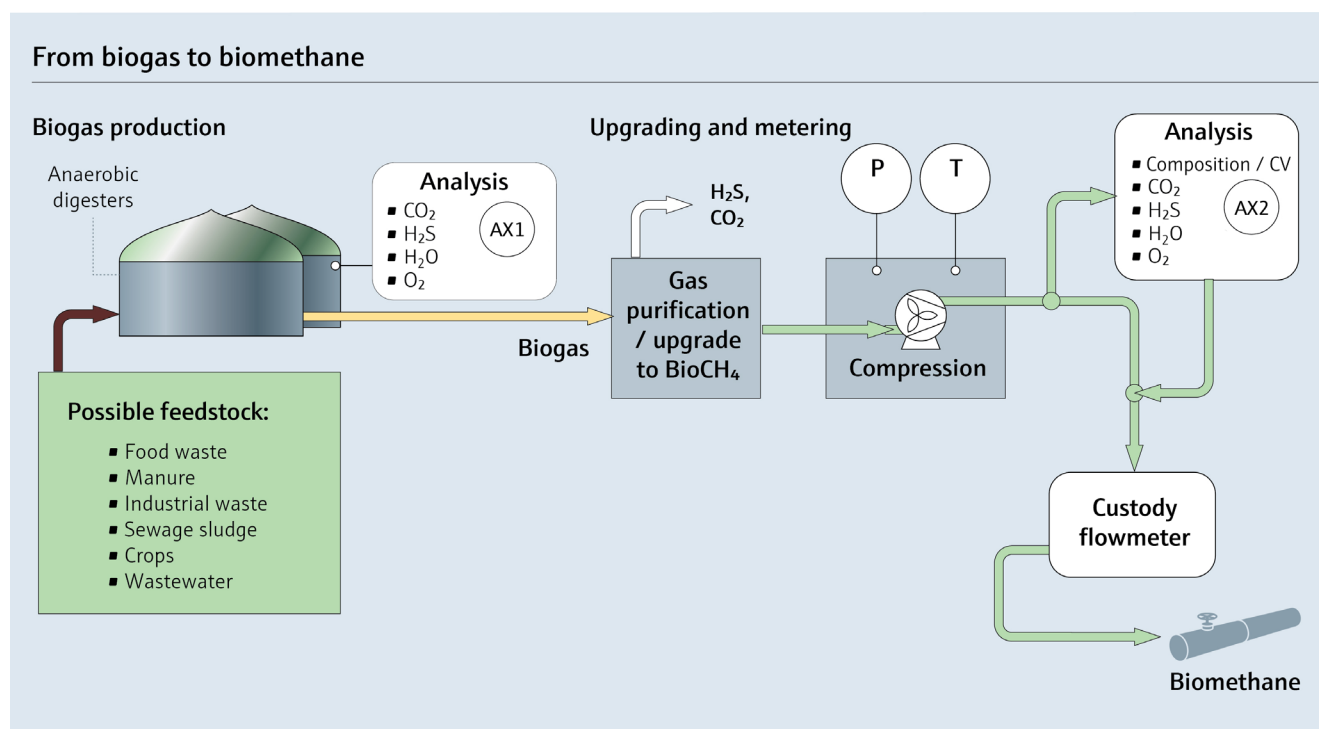 From biogas to biomethane
Biogas production
Anaerobic
digesters
Analysis
▪ CO₂
▪ H₂S
▪ H₂O
▪ O₂
AX1
Biogas
Possible feedstock:
▪ Food waste
▪ Manure
▪ Industrial waste
▪ Sewage sludge
▪ Crops
▪ Wastewater
Upgrading and metering
H₂S,
CO₂
Gas
purification
/ upgrade
to BioCH₄
P
T
Compression
Analysis
▪ Composition / CV
▪ CO₂
▪ H₂S
▪ H₂O
▪ O₂
AX2
Custody
flowmeter
Biomethane